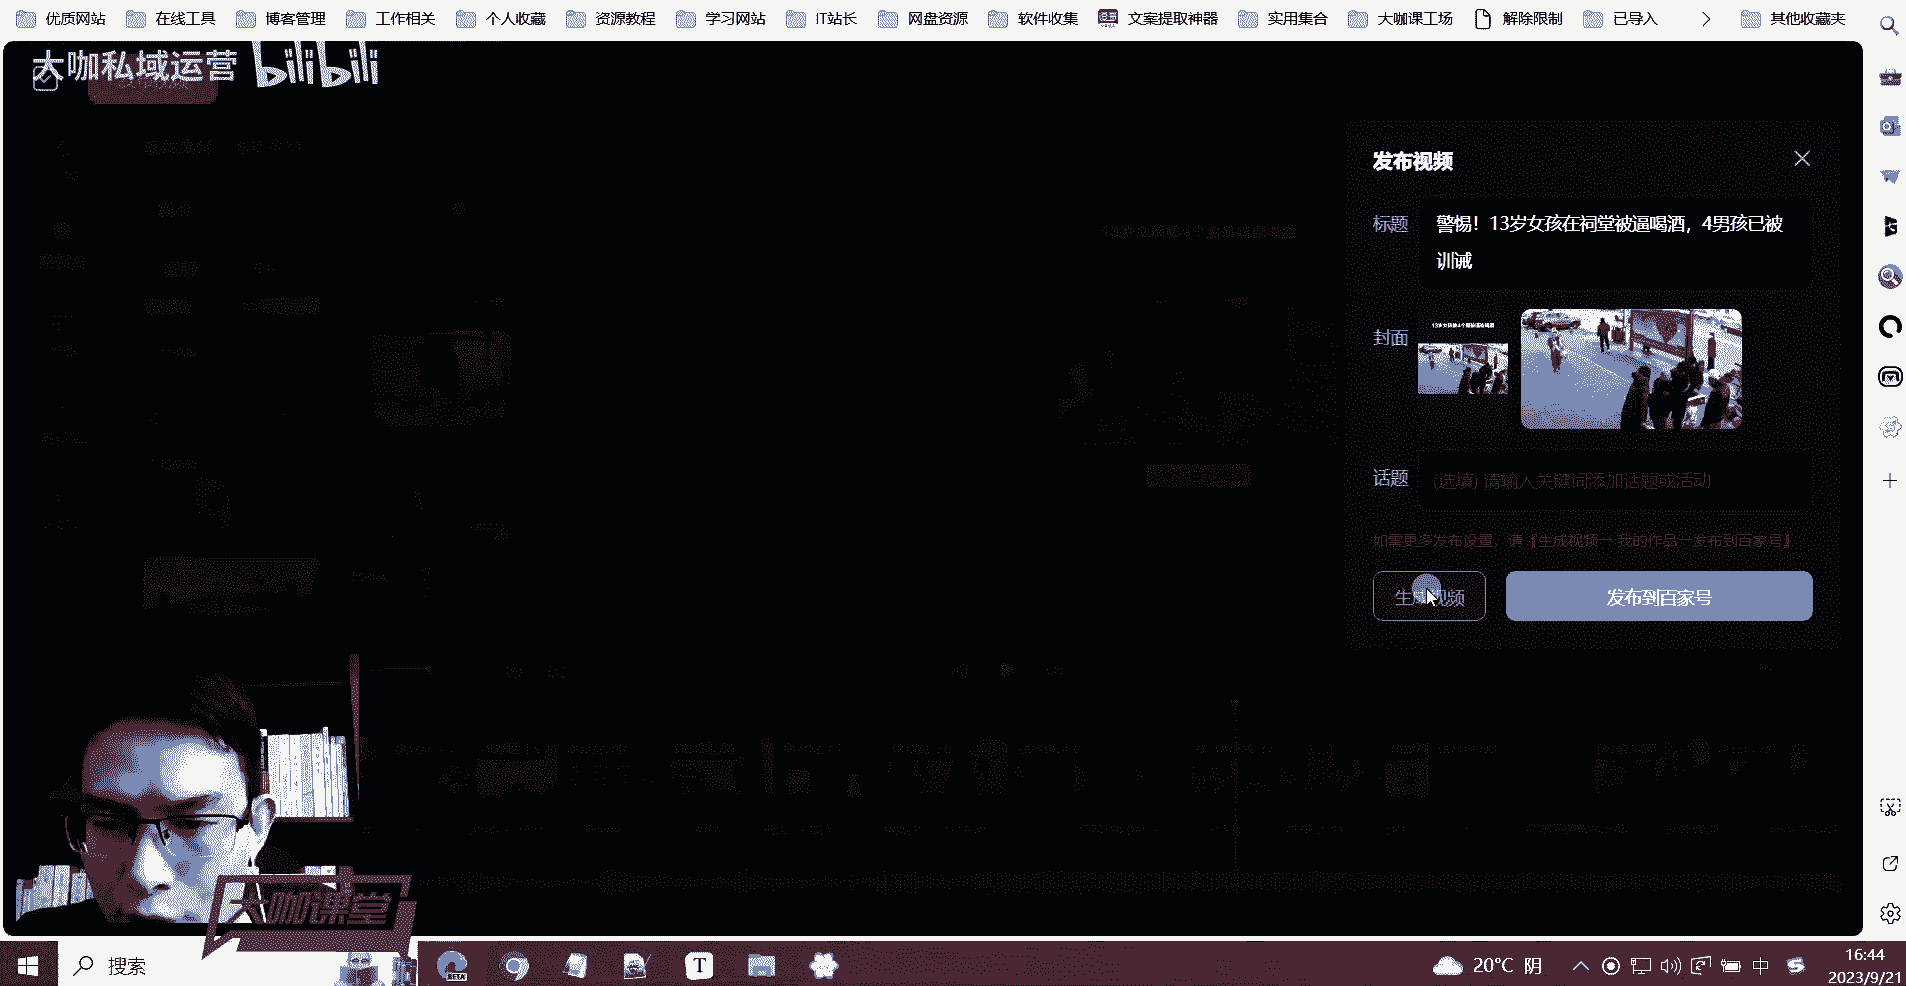 优质网站 在线工具 博客管理 工作相关 个人收藏 资源教程 学习网站 IT站长 网盘资源 软件收集 文案提取神器 实用集合 大咖课工场 解除限制 已导入 其他收藏夹
大咖私域运营 bilibili
发布视频
标题
警惕！13岁女孩在祠堂被逼喝酒，4男孩已被
训诫
封面
话题
(选填) 请输入关键词添加话题或活动
如需更多发布设置，请『生成视频→我的作品→发布到百家号』
生成视频
发布到百家号
大咖课堂
搜索
BETA
T
20°C 阴
中
16:44
2023/9/21